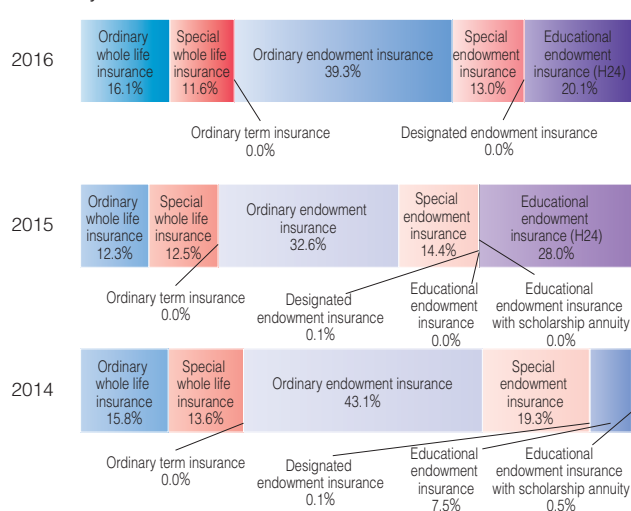 2016
Ordinary
whole life
insurance
16.1%
Special
whole life
insurance
11.6%
Ordinary endowment insurance
39.3%
Special
endowment
insurance
13.0%
Educational
endowment
insurance (H24)
20.1%
Ordinary term insurance
0.0%
Designated endowment insurance
0.0%
2015
Ordinary
whole life
insurance
12.3%
Special
whole life
insurance
12.5%
Ordinary endowment
insurance
32.6%
Special
endowment
insurance
14.4%
Educational
endowment
insurance (H24)
28.0%
Ordinary term insurance
0.0%
Designated
endowment insurance
0.1%
Educational
endowment
insurance
0.0%
Educational
endowment insurance
with scholarship annuity
0.0%
2014
Ordinary
whole life
insurance
15.8%
Special
whole life
insurance
13.6%
Ordinary endowment insurance
43.1%
Special
endowment
insurance
19.3%
Ordinary term insurance
0.0%
Designated
endowment insurance
0.1%
Educational
endowment
insurance
7.5%
Educational
endowment insurance
with scholarship annuity
0.5%